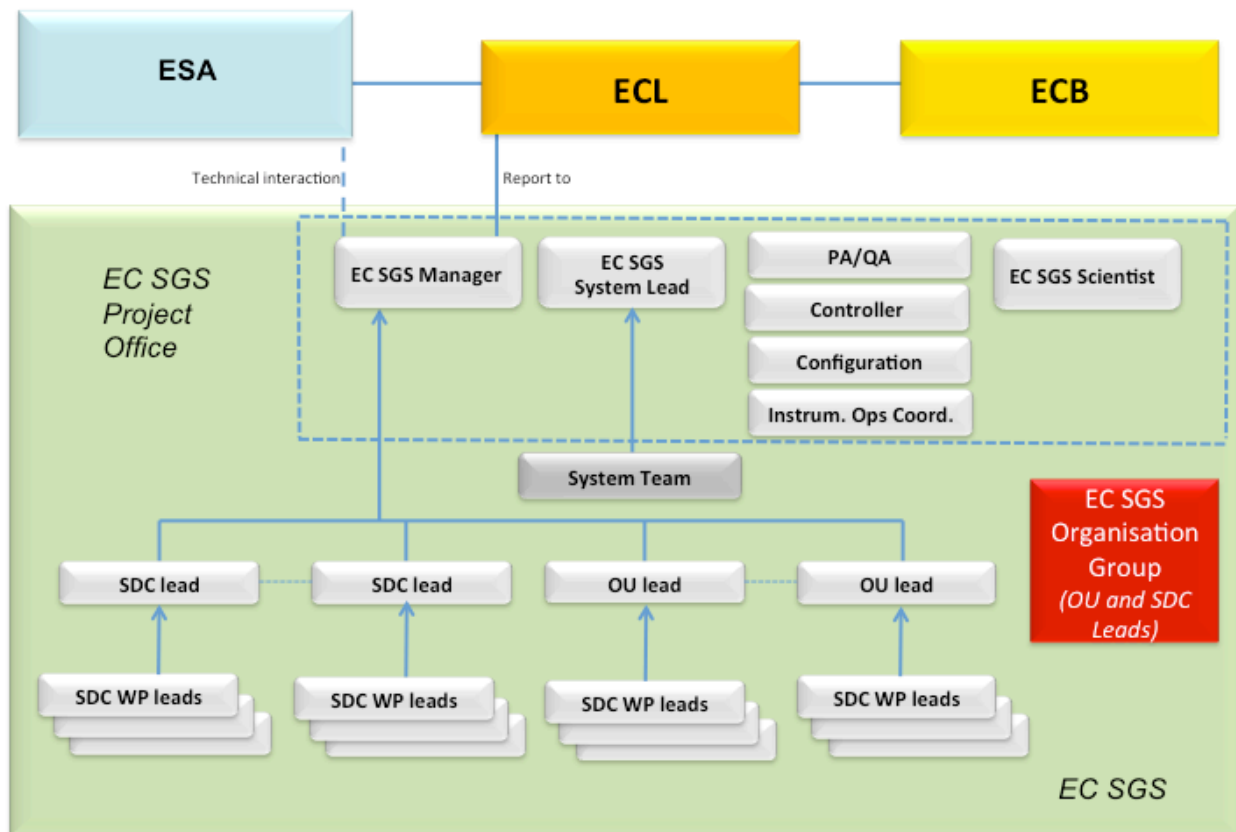 ESA
ECL
ECB
Technical interaction
Report to
EC SGS
Project
Office
EC SGS Manager
EC SGS
System Lead
PA/QA
Controller
Configuration
Instrum. Ops Coord.
EC SGS Scientist
System Team
EC SGS
Organisation
Group
(OU and SDC
Leads)
SDC lead
SDC lead
OU lead
OU lead
SDC WP leads
SDC WP leads
SDC WP leads
SDC WP leads
EC SGS